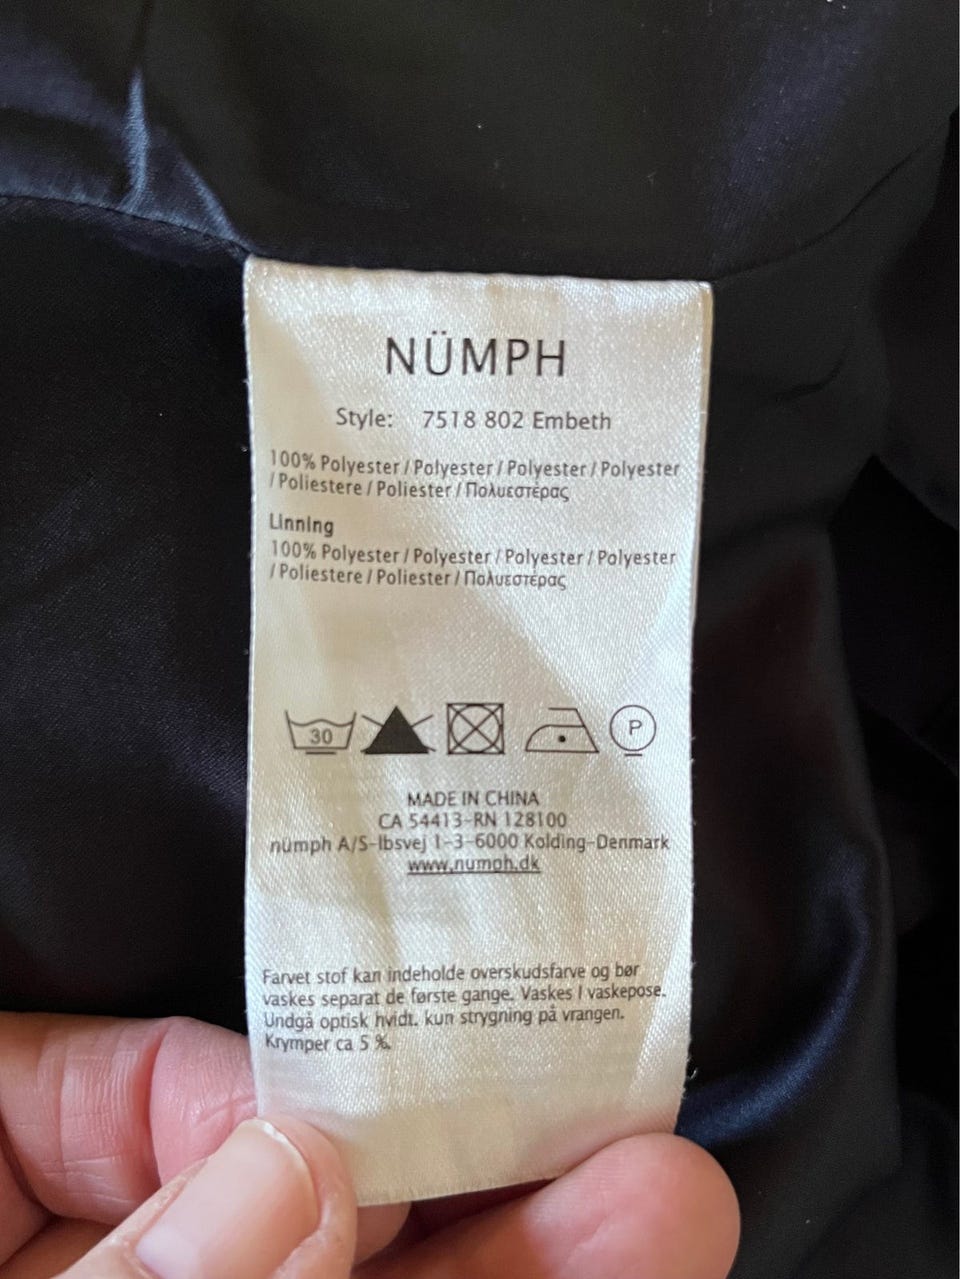 NÜMPH
Style: 7518 802 Embeth
100% Polyester / Polyester / Polyester / Polyester
/ Poliestere / Poliester / Πολυεστέρας
Linning
100% Polyester / Polyester / Polyester / Polyester
/ Poliestere / Poliester / Πολυεστέρας
30 P
MADE IN CHINA
CA 54413-RN 128100
nümph A/S-Ibsvej 1-3-6000 Kolding-Denmark
www.numph.dk
Farvet stof kan indeholde overskudsfarve og bør
vaskes separat de første gange. Vaskes I vaskepose.
Undgå optisk hvidt. kun strygning på vrangen.
Krymper ca 5 %.